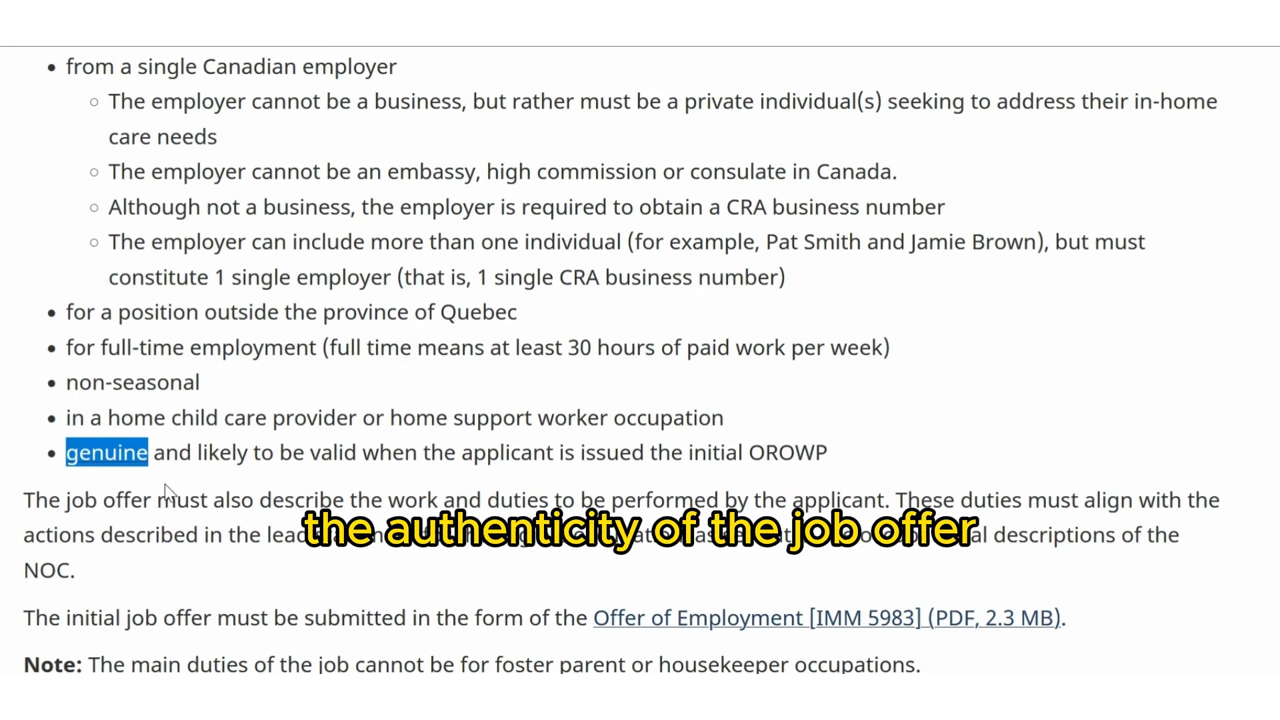 • from a single Canadian employer
○ The employer cannot be a business, but rather must be a private individual(s) seeking to address their in-home
care needs
○ The employer cannot be an embassy, high commission or consulate in Canada.
○ Although not a business, the employer is required to obtain a CRA business number
○ The employer can include more than one individual (for example, Pat Smith and Jamie Brown), but must
constitute 1 single employer (that is, 1 single CRA business number)
• for a position outside the province of Quebec
• for full-time employment (full time means at least 30 hours of paid work per week)
• non-seasonal
• in a home child care provider or home support worker occupation
• genuine and likely to be valid when the applicant is issued the initial OROWP
The job offer must also describe the work and duties to be performed by the applicant. These duties must align with the
the authenticity of the job offer
actions described in the lead descriptions of the
NOC.
The initial job offer must be submitted in the form of the Offer of Employment [IMM 5983] (PDF, 2.3 MB).
Note: The main duties of the job cannot be for foster parent or housekeeper occupations.